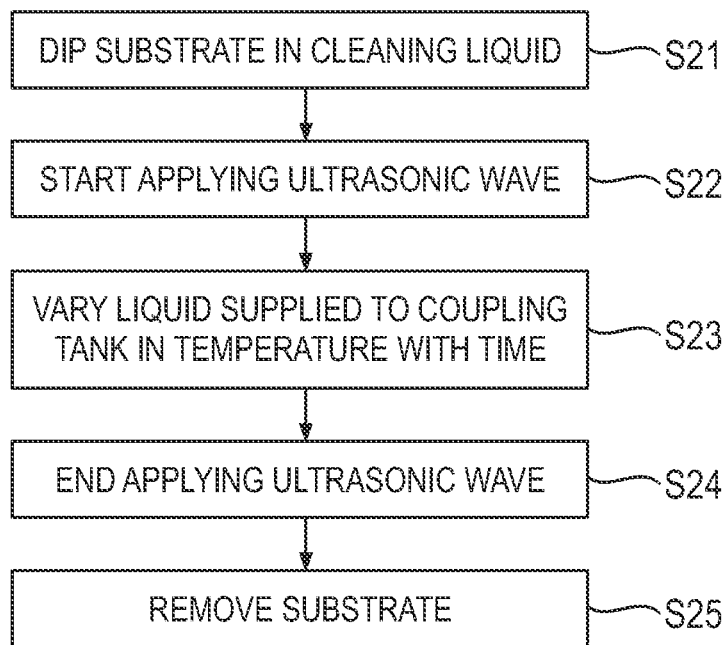 DIP SUBSTRATE IN CLEANING LIQUID
S21
START APPLYING ULTRASONIC WAVE
S22
VARY LIQUID SUPPLIED TO COUPLING
TANK IN TEMPERATURE WITH TIME
S23
END APPLYING ULTRASONIC WAVE
S24
REMOVE SUBSTRATE
S25